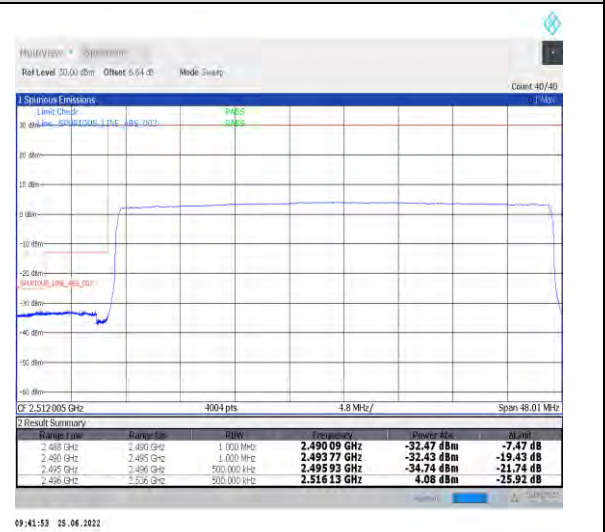 MultiView Spurious
Ref Level 30.00 dBm Offset 6.64 dB Mode Sweep
Count 40/40
1 Spurious Emissions
Limit Check PASS
30 dBm Line SPURIOUS_LINE_ABS_002 PASS
20 dBm
10 dBm
0 dBm
-10 dBm
-20 dBm
SPURIOUS_LINE_ABS_002
-30 dBm
-40 dBm
-50 dBm
-60 dBm
CF 2.512005 GHz 4004 pts 4.8 MHz/ Span 48.01 MHz
2 Result Summary
Range Low Range Up RBW Frequency Power Abs ΔLimit
2.488 GHz 2.490 GHz 1.000 MHz 2.490 09 GHz -32.47 dBm -7.47 dB
2.490 GHz 2.495 GHz 1.000 MHz 2.493 77 GHz -32.43 dBm -19.43 dB
2.495 GHz 2.496 GHz 500.000 kHz 2.495 93 GHz -34.74 dBm -21.74 dB
2.496 GHz 2.536 GHz 500.000 kHz 2.516 13 GHz 4.08 dBm -25.92 dB
09:41:53 25.06.2022